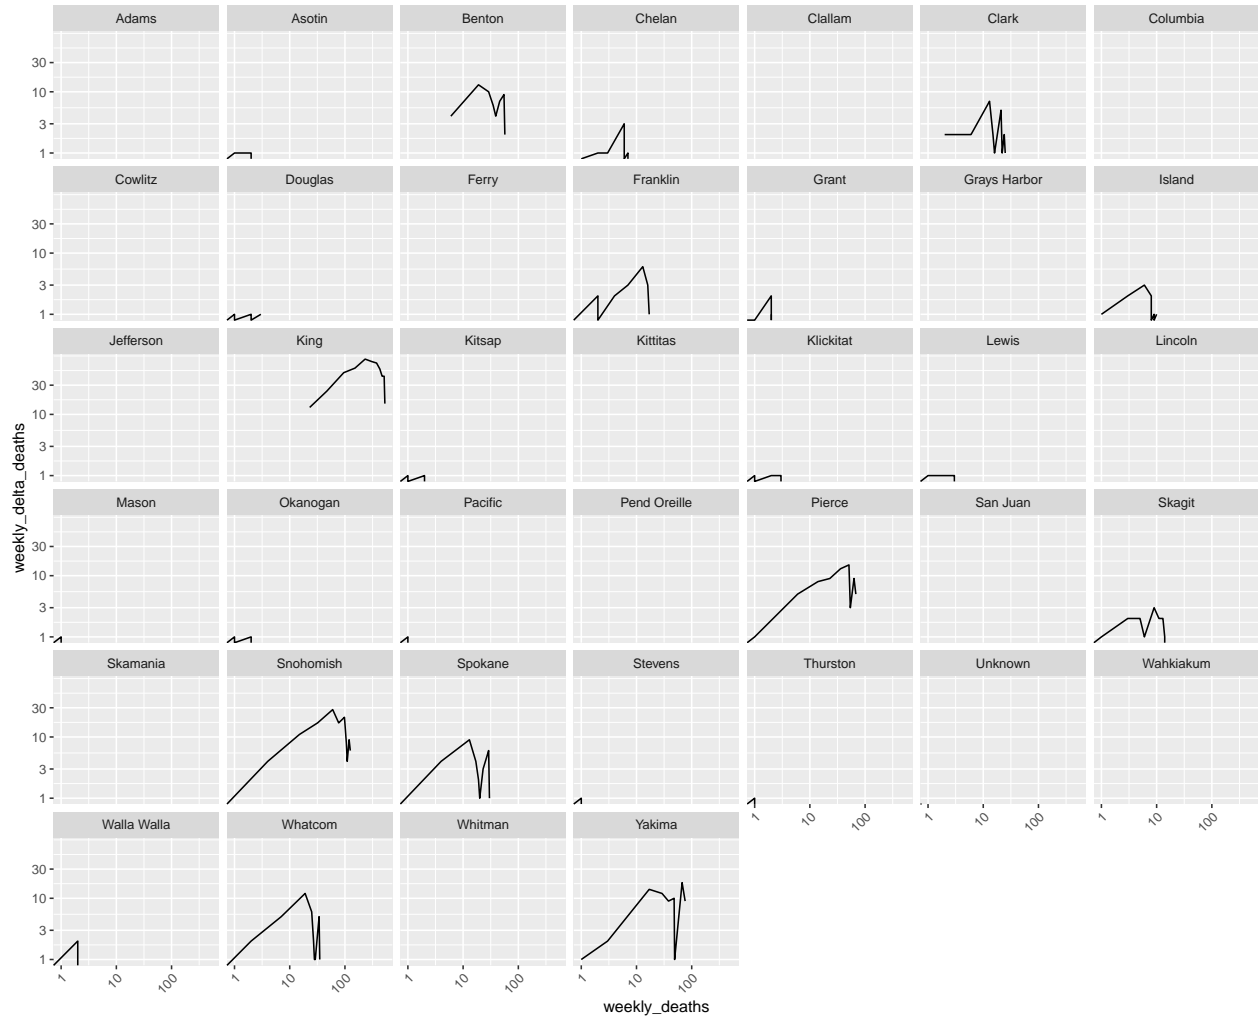 Adams Asotin Benton Chelan Clallam Clark Columbia
30
10
3
1
Cowlitz Douglas Ferry Franklin Grant Grays Harbor Island
30
10
3
1
Jefferson King Kitsap Kittitas Klickitat Lewis Lincoln
30
10
3
1
weekly_delta_deaths
Mason Okanogan Pacific Pend Oreille Pierce San Juan Skagit
30
10
3
1
Skamania Snohomish Spokane Stevens Thurston Unknown Wahkiakum
30
10
3
1
1 10 100 1 10 100 1 10 100
Walla Walla Whatcom Whitman Yakima
30
10
3
1
1 10 100 1 10 100 1 10 100 1 10 100
weekly_deaths